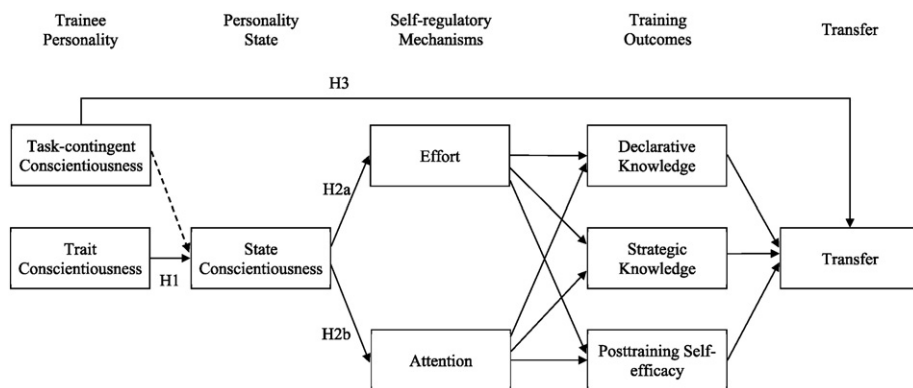 Trainee
Personality
Personality
State
Self-regulatory
Mechanisms
Training
Outcomes
Transfer
H3
Task-contingent
Conscientiousness
Effort
Declarative
Knowledge
H2a
Trait
Conscientiousness
H1
State
Conscientiousness
Strategic
Knowledge
Transfer
H2b
Attention
Posttraining Self-
efficacy